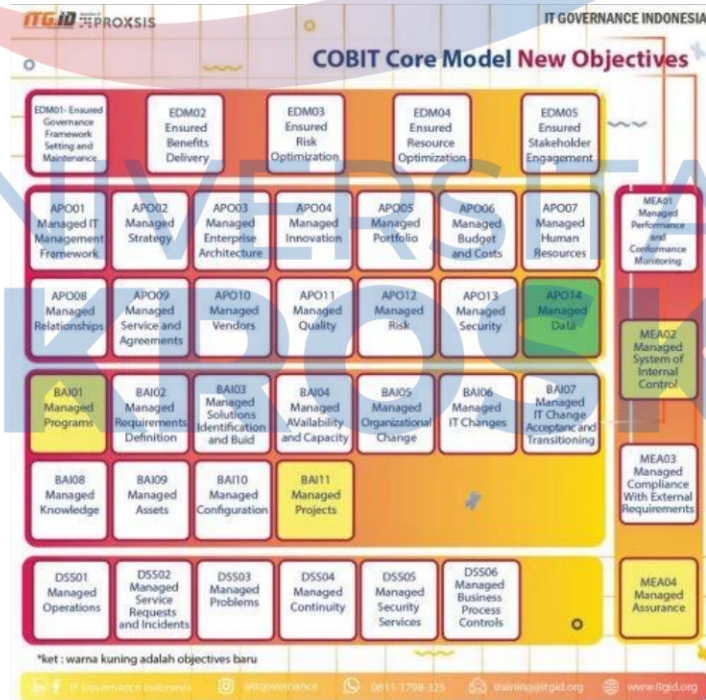 ITG.iD Member of PROXSIS
IT GOVERNANCE INDONESIA
COBIT Core Model New Objectives
EDM01- Ensured
Governance
Framework
Setting and
Maintenance
EDM02
Ensured
Benefits
Delivery
EDM03
Ensured
Risk
Optimization
EDM04
Ensured
Resource
Optimization
EDM05
Ensured
Stakeholder
Engagement
APO01
Managed IT
Management
Framework
APO02
Managed
Strategy
APO03
Managed
Enterprise
Architecture
APO04
Managed
Innovation
APO05
Managed
Portfolio
APO06
Managed
Budget
and Costs
APO07
Managed
Human
Resources
MEA01
Managed
Performance
and
Conformance
Monitoring
APO08
Managed
Relationships
APO09
Managed
Service and
Agreements
APO10
Managed
Vendors
APO11
Managed
Quality
APO12
Managed
Risk
APO13
Managed
Security
APO14
Managed
Data
MEA02
Managed
System of
Internal
Control
BAI01
Managed
Programs
BAI02
Managed
Requirements
Definition
BAI03
Managed
Solutions
Identification
and Buid
BAI04
Managed
AVailability
and Capacity
BAI05
Managed
Organizational
Change
BAI06
Managed
IT Changes
BAI07
Managed
IT Change
Acceptanc and
Transitioning
BAI08
Managed
Knowledge
BAI09
Managed
Assets
BAI10
Managed
Configuration
BAI11
Managed
Projects
MEA03
Managed
Compliance
With External
Requirements
DSS01
Managed
Operations
DSS02
Managed
Service
Requests
and Incidents
DSS03
Managed
Problems
DSS04
Managed
Continuity
DSS05
Managed
Security
Services
DSS06
Managed
Business
Process
Controls
MEA04
Managed
Assurance
*ket : warna kuning adalah objectives baru
IT Governance Indonesia
itgovernance
0811-1798-325
training@itgid.org
www.itgid.org
NIVERSITA
KROSK